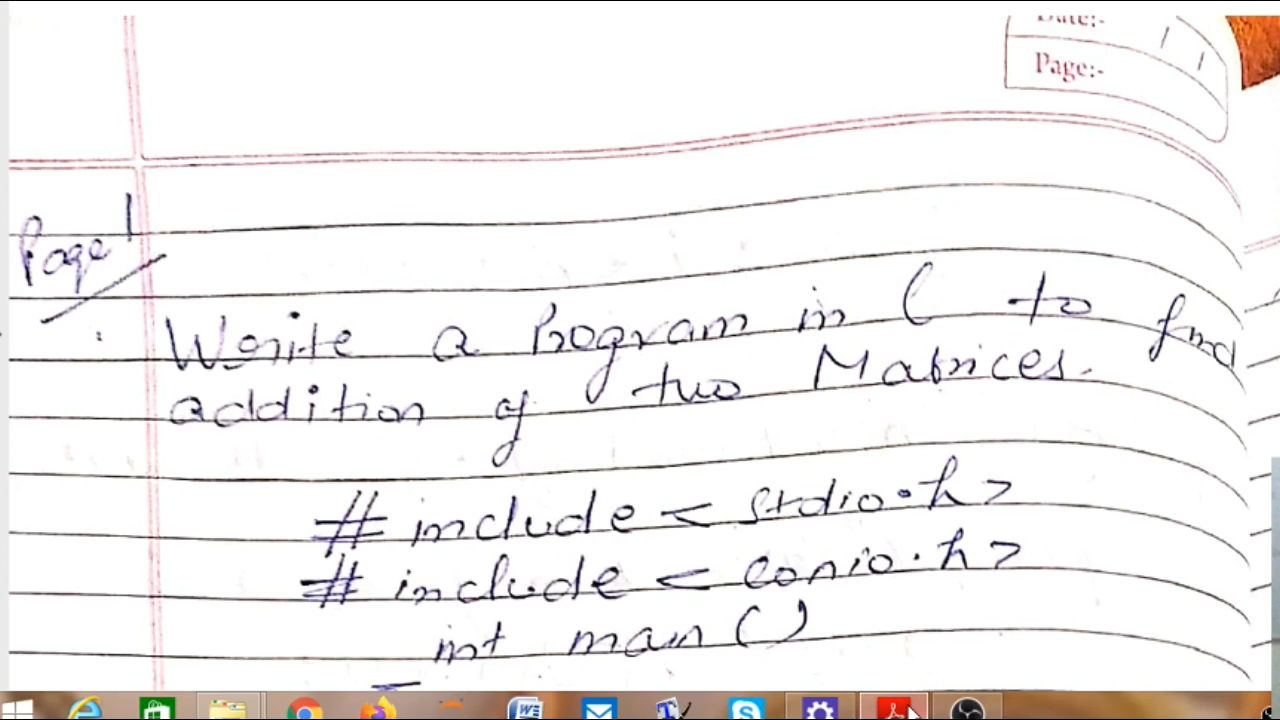 Date:-
Page:-
Page 1
Write a Program in C to find
addition of two Matrices.
# include < stdio.h >
# include < conio.h >
int main ()